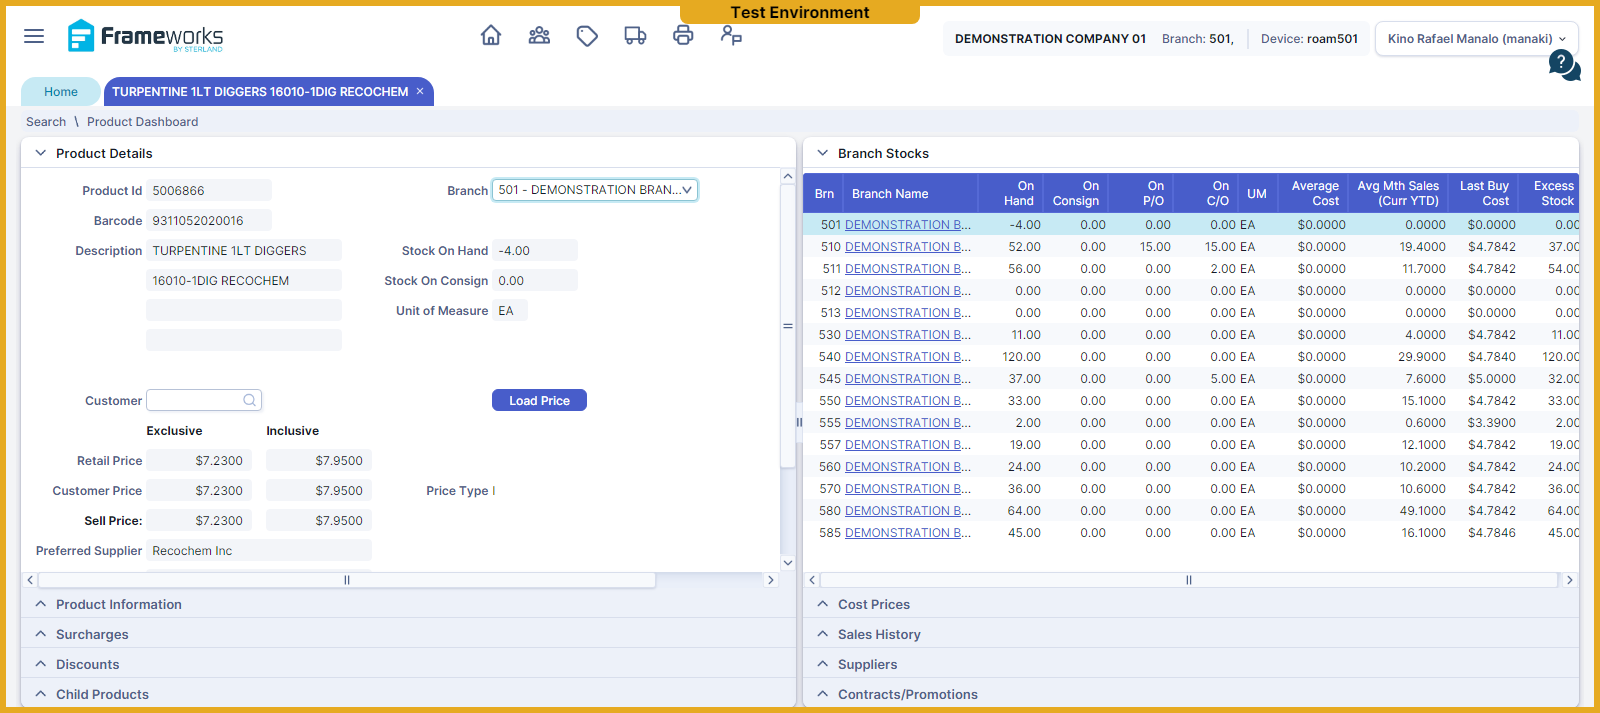 Test Environment
Frameworks
BY STERLAND
DEMONSTRATION COMPANY 01 Branch: 501, Device: roam501 Kino Rafael Manalo (manaki)
?
Home TURPENTINE 1LT DIGGERS 16010-1DIG RECOCHEM ×
Search \ Product Dashboard
Product Details
Product Id 5006866 Branch 501 - DEMONSTRATION BRAN...
Barcode 9311052020016
Description TURPENTINE 1LT DIGGERS Stock On Hand -4.00
16010-1DIG RECOCHEM Stock On Consign 0.00
Unit of Measure EA
Customer Load Price
Exclusive Inclusive
Retail Price $7.2300 $7.9500
Customer Price $7.2300 $7.9500 Price Type I
Sell Price: $7.2300 $7.9500
Preferred Supplier Recochem Inc
Product Information
Surcharges
Discounts
Child Products
Branch Stocks
Brn Branch Name On Hand On Consign On P/O On C/O UM Average Cost Avg Mth Sales (Curr YTD) Last Buy Cost Excess Stock
501 DEMONSTRATION B... -4.00 0.00 0.00 0.00 EA $0.0000 0.0000 $0.0000 0.00
510 DEMONSTRATION B... 52.00 0.00 15.00 15.00 EA $0.0000 19.4000 $4.7842 37.00
511 DEMONSTRATION B... 56.00 0.00 0.00 2.00 EA $0.0000 11.7000 $4.7842 54.00
512 DEMONSTRATION B... 0.00 0.00 0.00 0.00 EA $0.0000 0.0000 $0.0000 0.00
513 DEMONSTRATION B... 0.00 0.00 0.00 0.00 EA $0.0000 0.0000 $0.0000 0.00
530 DEMONSTRATION B... 11.00 0.00 0.00 0.00 EA $0.0000 4.0000 $4.7842 11.00
540 DEMONSTRATION B... 120.00 0.00 0.00 0.00 EA $0.0000 29.9000 $4.7840 120.00
545 DEMONSTRATION B... 37.00 0.00 0.00 5.00 EA $0.0000 7.6000 $5.0000 32.00
550 DEMONSTRATION B... 33.00 0.00 0.00 0.00 EA $0.0000 15.1000 $4.7842 33.00
555 DEMONSTRATION B... 2.00 0.00 0.00 0.00 EA $0.0000 0.6000 $3.3900 2.00
557 DEMONSTRATION B... 19.00 0.00 0.00 0.00 EA $0.0000 12.1000 $4.7842 19.00
560 DEMONSTRATION B... 24.00 0.00 0.00 0.00 EA $0.0000 10.2000 $4.7842 24.00
570 DEMONSTRATION B... 36.00 0.00 0.00 0.00 EA $0.0000 10.6000 $4.7842 36.00
580 DEMONSTRATION B... 64.00 0.00 0.00 0.00 EA $0.0000 49.1000 $4.7842 64.00
585 DEMONSTRATION B... 45.00 0.00 0.00 0.00 EA $0.0000 16.1000 $4.7846 45.00
Cost Prices
Sales History
Suppliers
Contracts/Promotions